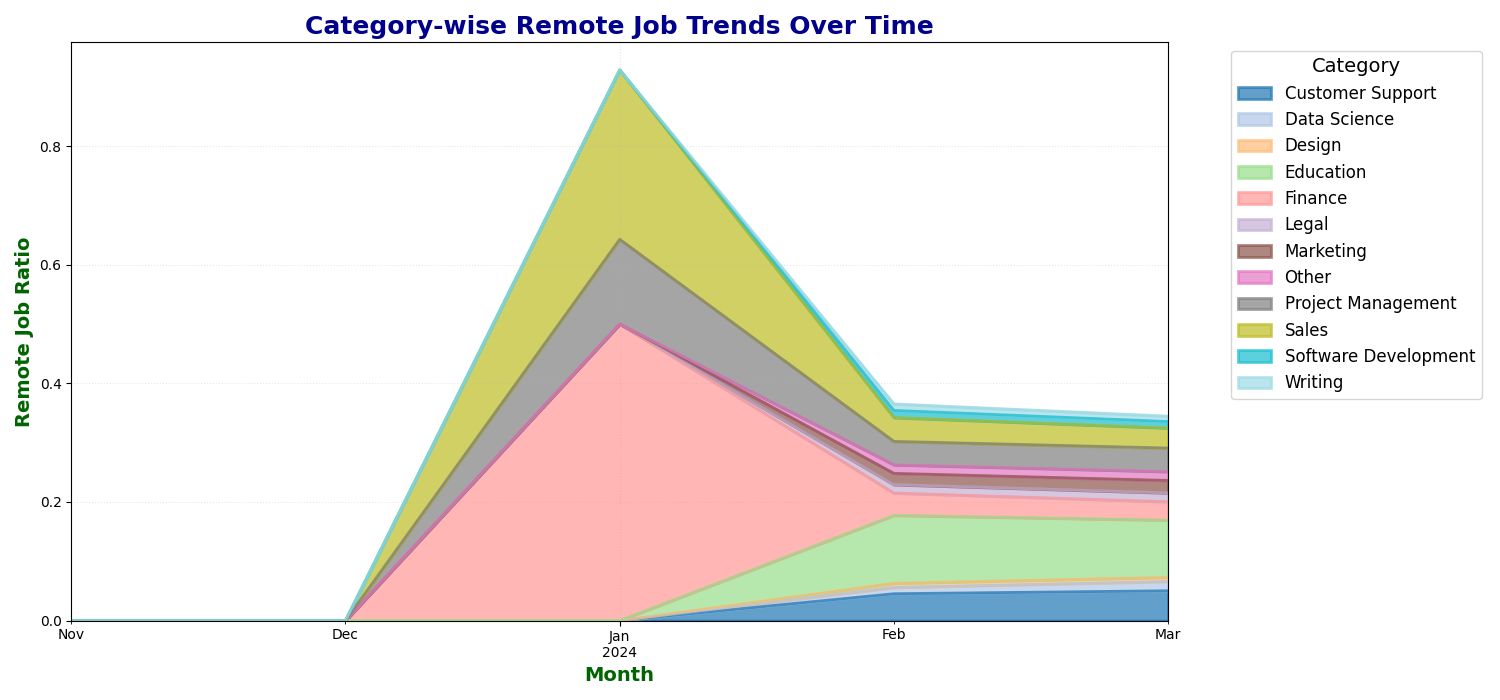 Category-wise Remote Job Trends Over Time
Remote Job Ratio
0.8
0.6
0.4
0.2
0.0
Nov
Dec
Jan
2024
Feb
Mar
Month
Category
Customer Support
Data Science
Design
Education
Finance
Legal
Marketing
Other
Project Management
Sales
Software Development
Writing